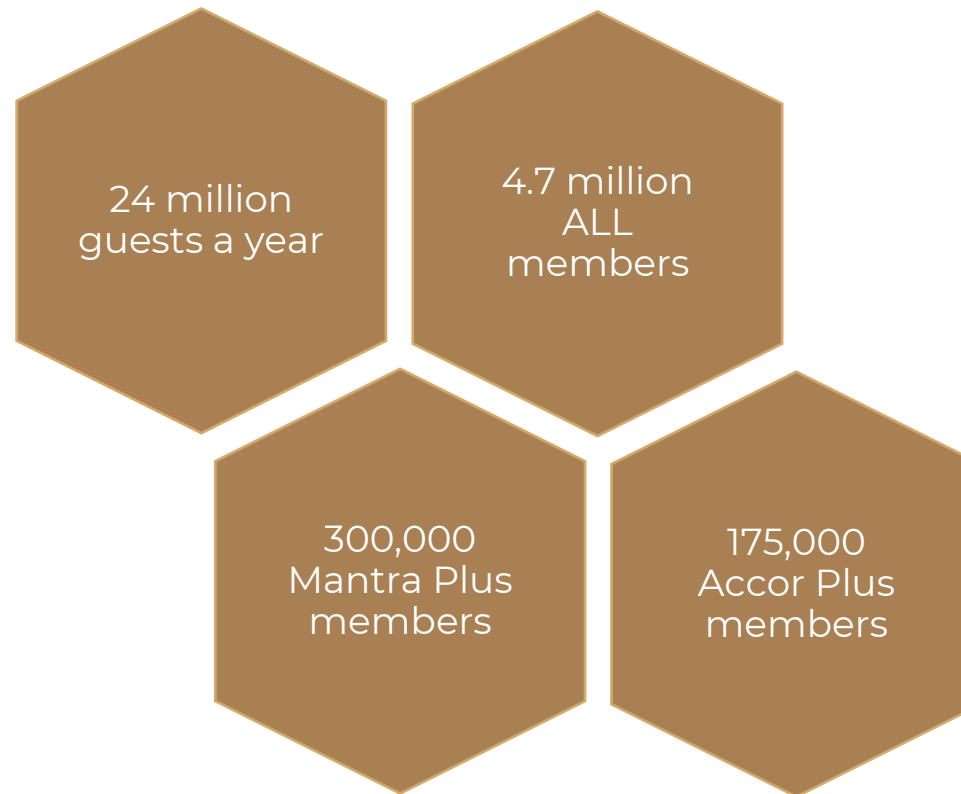 24 million
guests a year
4.7 million
ALL
members
300,000
Mantra Plus
members
175,000
Accor Plus
members